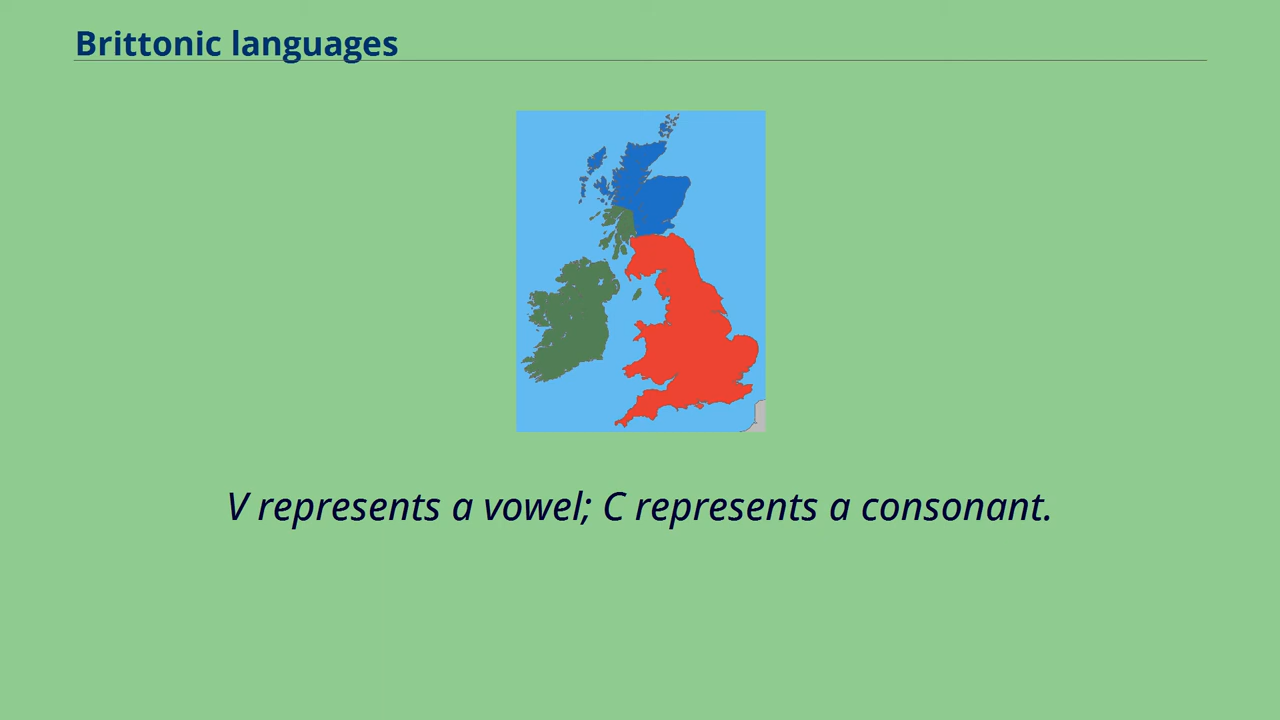 Brittonic languages
V represents a vowel; C represents a consonant.